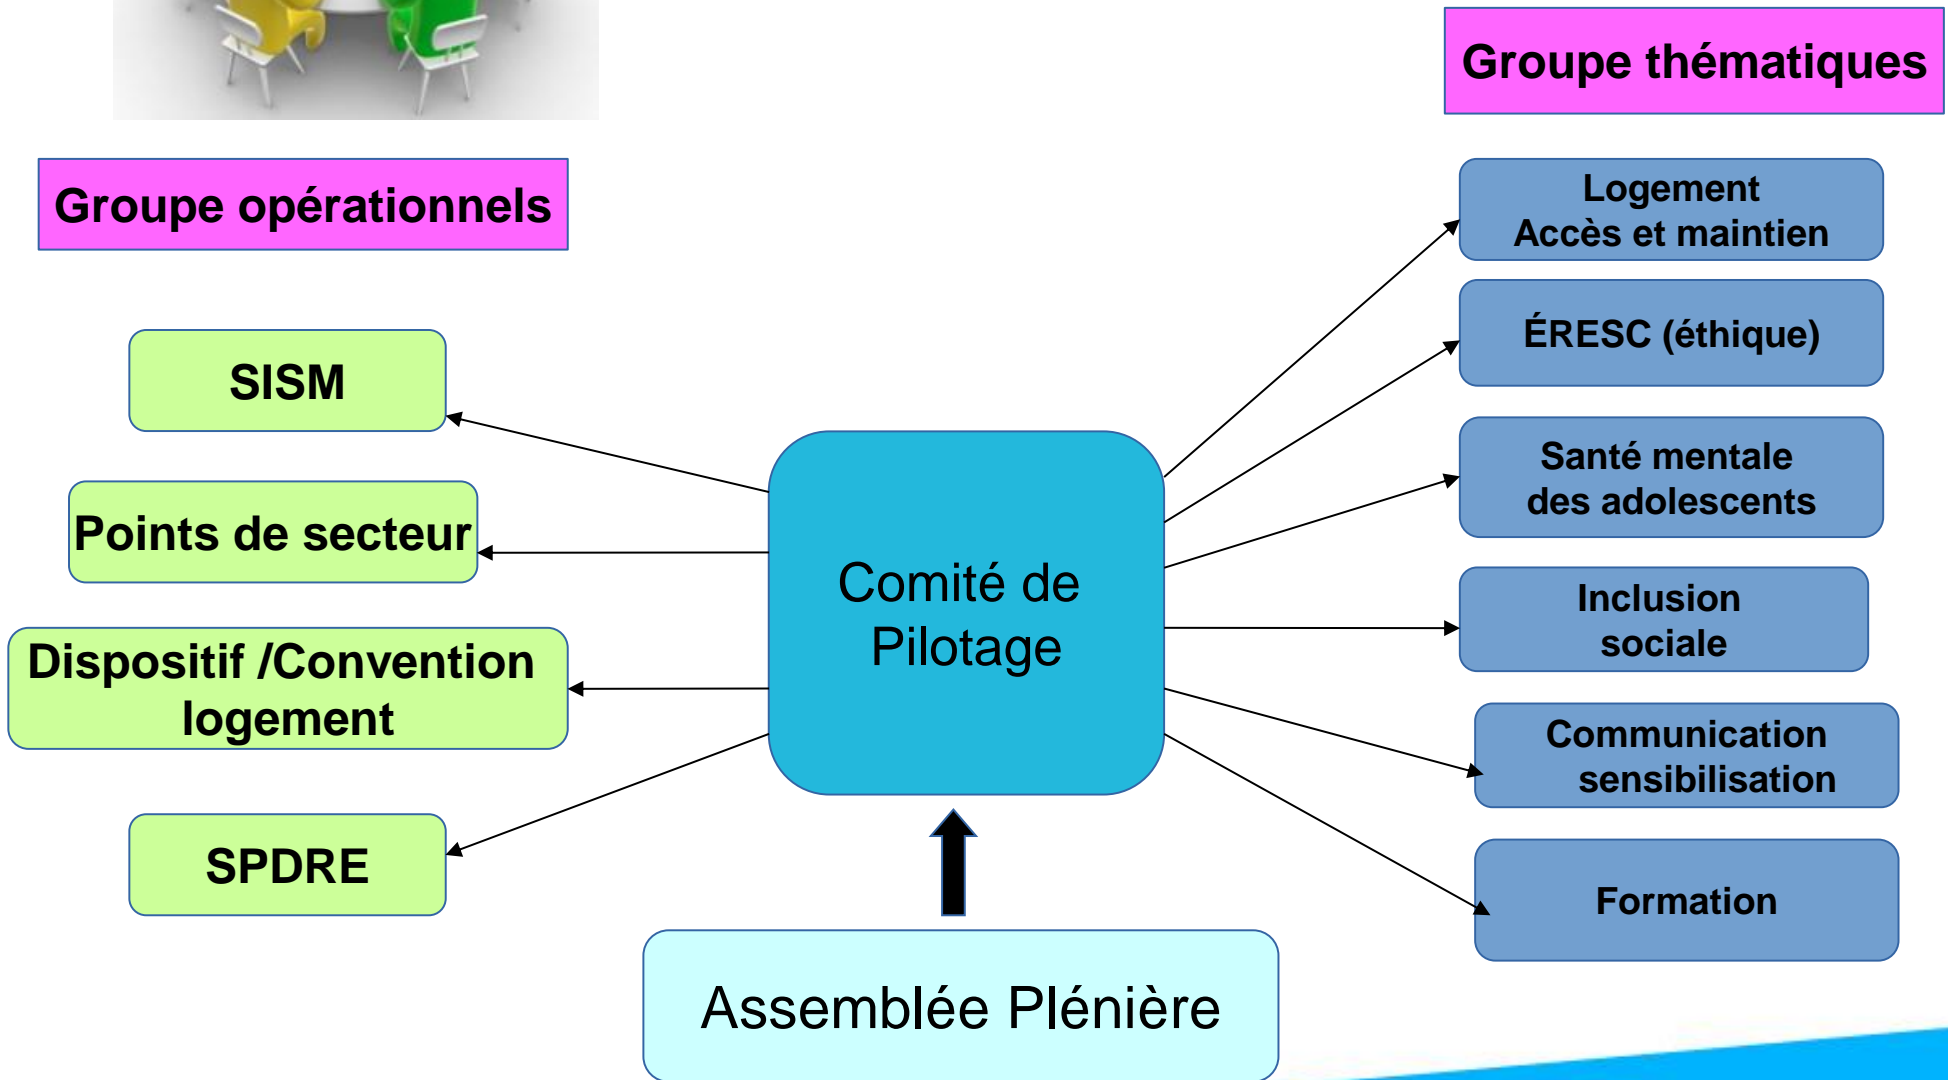 Groupe thématiques
Groupe opérationnels
SISM
Points de secteur
Dispositif /Convention
logement
SPDRE
Comité de
Pilotage
Assemblée Plénière
Logement
Accès et maintien
ÉRESC (éthique)
Santé mentale
des adolescents
Inclusion
sociale
Communication
sensibilisation
Formation